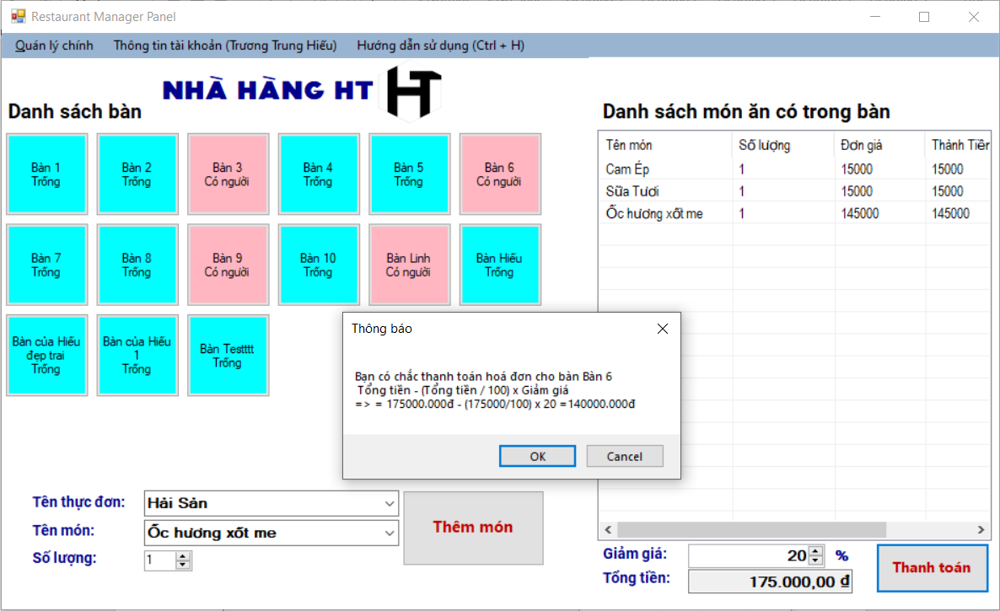 Restaurant Manager Panel
Quán lý chính Thông tin tài khoản (Trương Trung Hiếu) Hướng dẫn sử dụng (Ctrl + H)
NHÀ HÀNG HT HT
Danh sách bàn
Bàn 1
Trống
Bàn 2
Trống
Bàn 3
Có người
Bàn 4
Trống
Bàn 5
Trống
Bàn 6
Có người
Bàn 7
Trống
Bàn 8
Trống
Bàn 9
Có người
Bàn 10
Trống
Bàn Linh
Có người
Bàn Hiếu
Trống
Bàn của Hiếu
đẹp trai
Trống
Bàn của Hiếu
1
Trống
Bàn Testttt
Trống
Danh sách món ăn có trong bàn
Tên món Số lượng Đơn giá Thành Tiền
Cam Ép 1 15000 15000
Sữa Tươi 1 15000 15000
Ốc hương xốt me 1 145000 145000
Thông báo
Bạn có chắc thanh toán hoá đơn cho bàn Bàn 6
Tổng tiền - (Tổng tiền / 100) x Giảm giá
=> = 175000.000đ - (175000/100) x 20 =140000.000đ
OK Cancel
Tên thực đơn: Hải Sản
Tên món: Ốc hương xốt me
Số lượng: 1
Thêm món
Giảm giá: 20 %
Tổng tiền: 175.000,00 ₫
Thanh toán